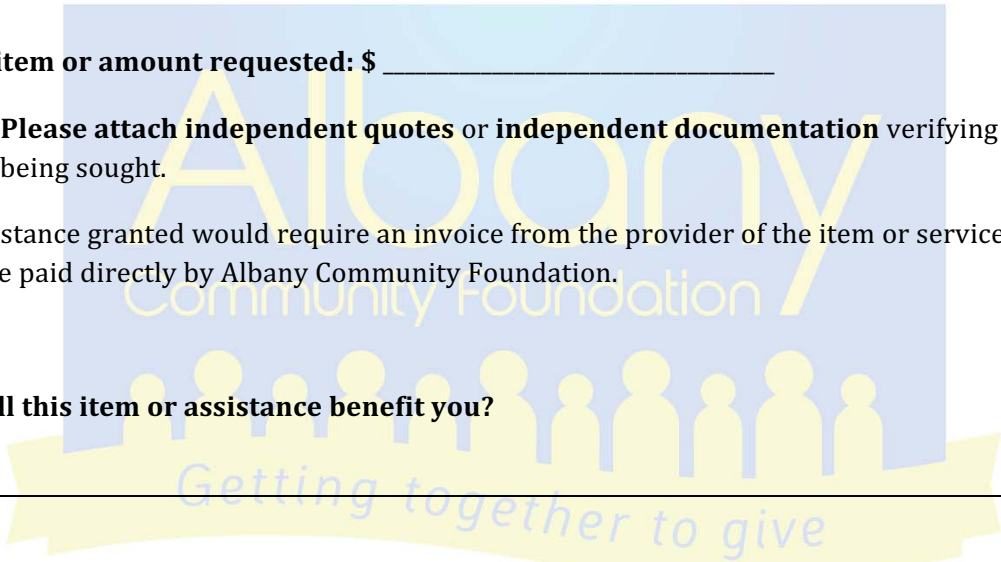 item or amount requested: $ ____________________________________
Please attach independent quotes or independent documentation verifying
being sought.
stance granted would require an invoice from the provider of the item or service
e paid directly by Albany Community Foundation.
ll this item or assistance benefit you?
Albany
Community Foundation
Getting together to give